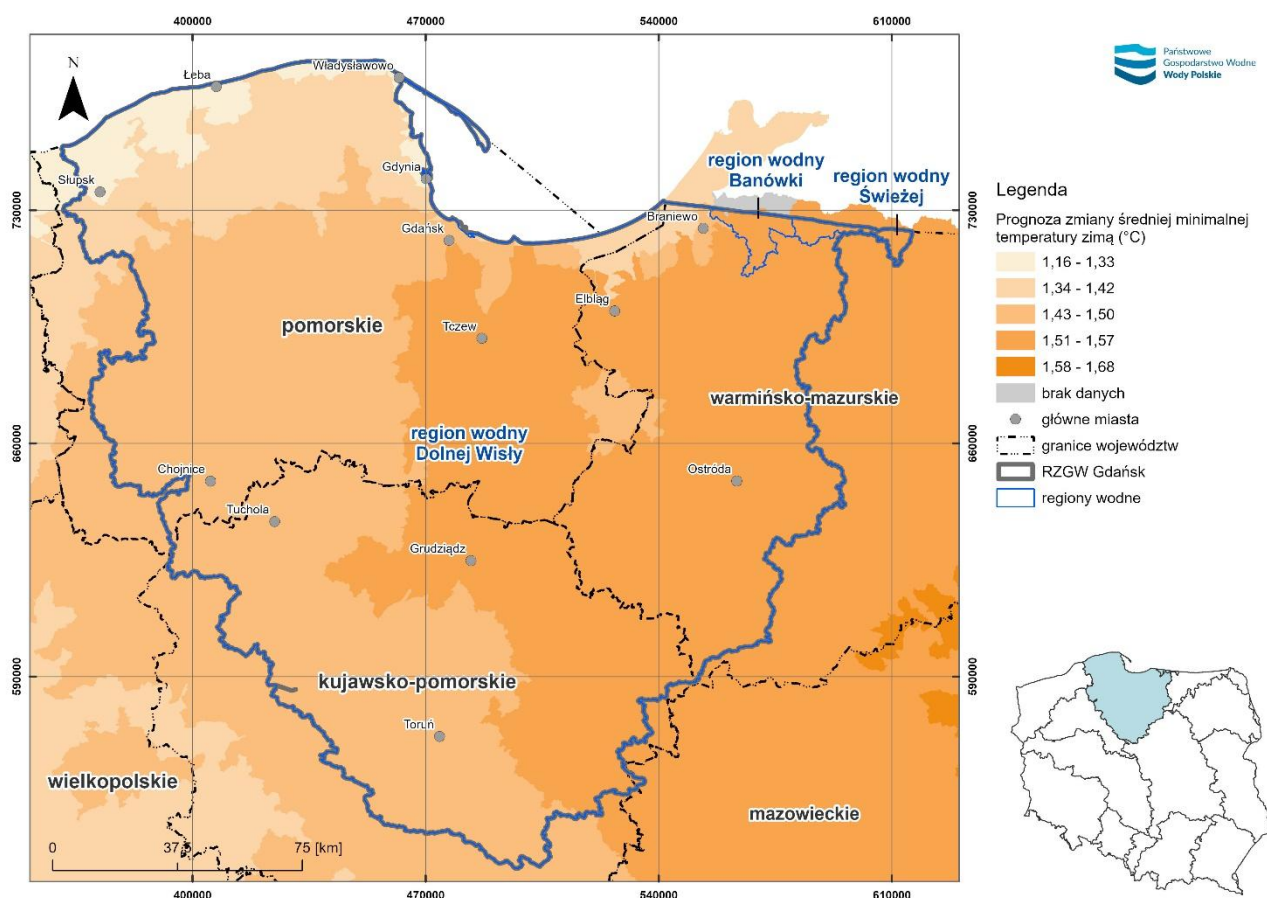 400000
470000
540000
610000
Państwowe
Gospodarstwo Wodne
Wody Polskie
N
Łeba
Władysławowo
Słupsk
Gdynia
Gdańsk
region wodny
Banówki
region wodny
Świeżej
Braniewo
730000
730000
Elbląg
pomorskie
Tczew
warmińsko-mazurskie
region wodny
Dolnej Wisły
660000
660000
Chojnice
Ostróda
Tuchola
Grudziądz
590000
590000
kujawsko-pomorskie
Toruń
wielkopolskie
mazowieckie
0
37,5
75 [km]
400000
470000
540000
610000
Legenda
Prognoza zmiany średniej minimalnej
temperatury zimą (°C)
1,16 - 1,33
1,34 - 1,42
1,43 - 1,50
1,51 - 1,57
1,58 - 1,68
brak danych
główne miasta
granice województw
RZGW Gdańsk
regiony wodne